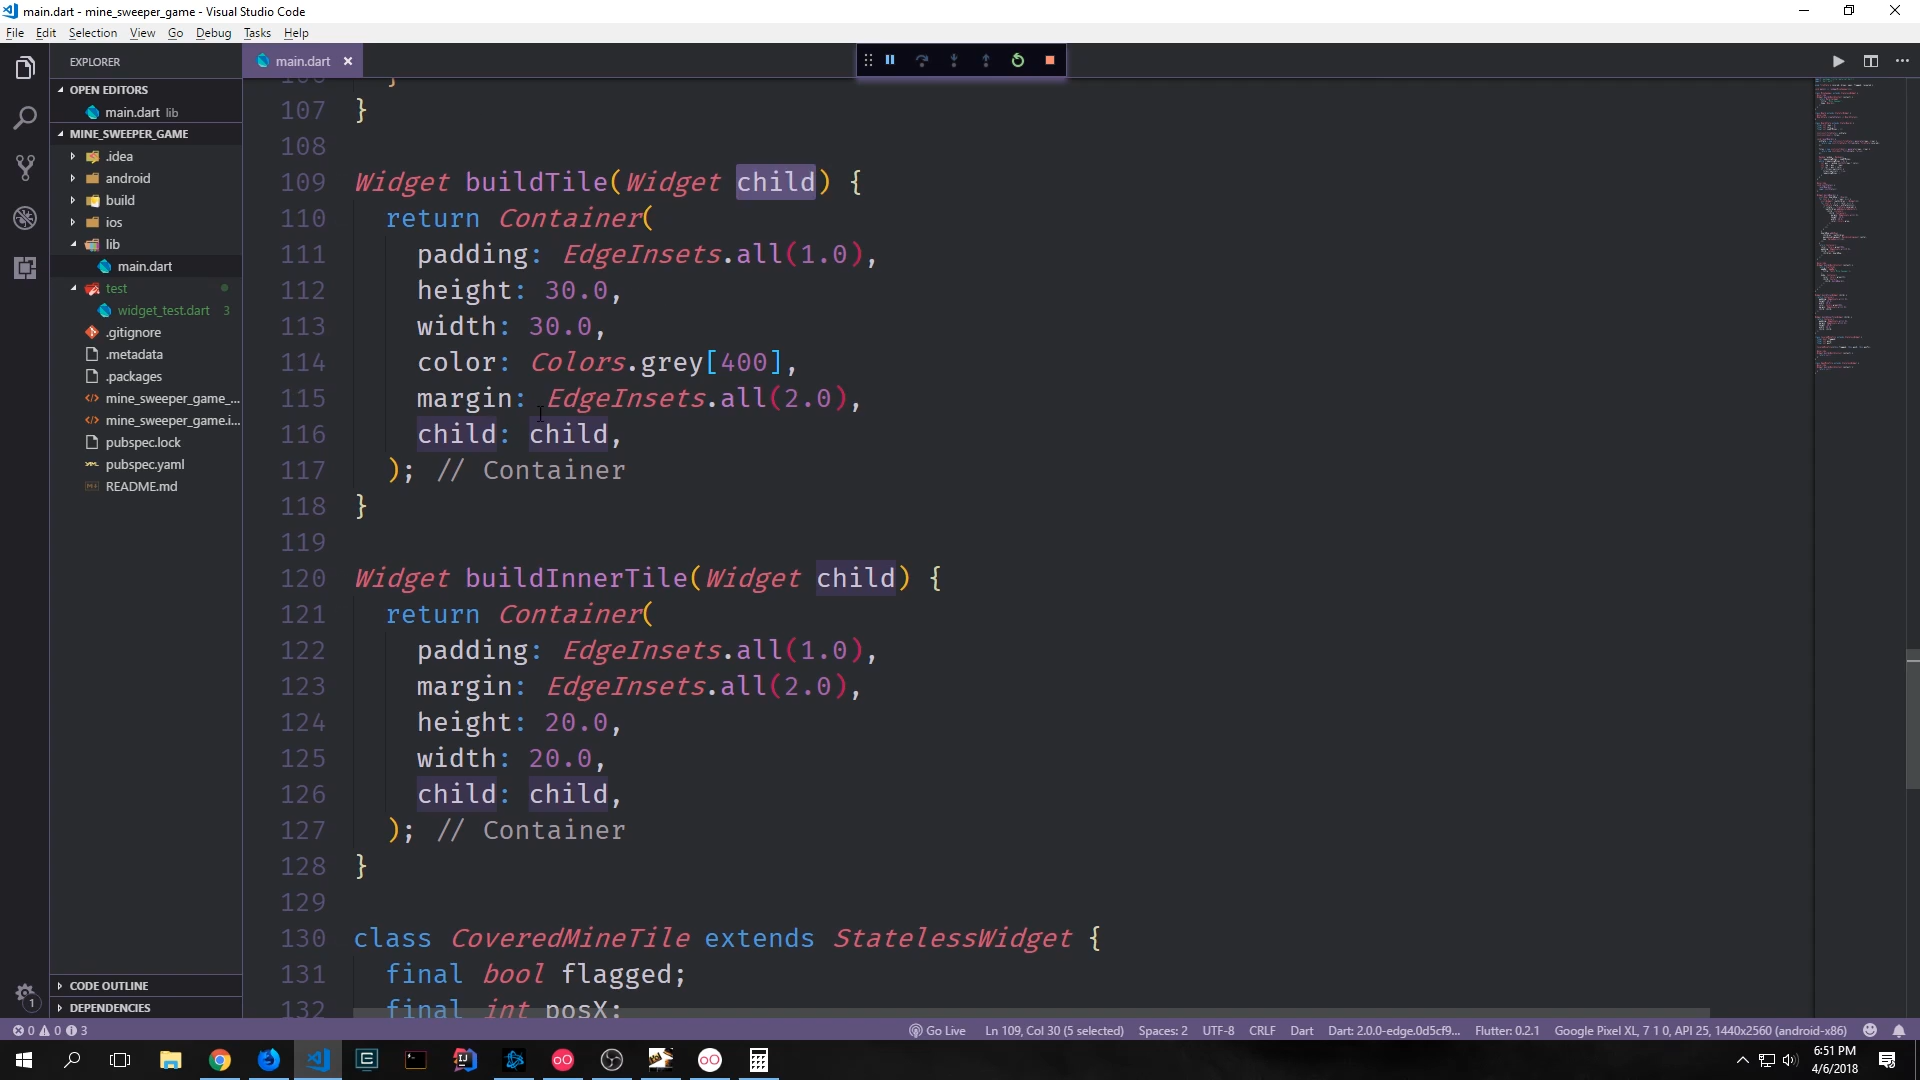 main.dart - mine_sweeper_game - Visual Studio Code
File Edit Selection View Go Debug Tasks Help
EXPLORER
main.dart
OPEN EDITORS
main.dart lib
MINE_SWEEPER_GAME
.idea
android
build
ios
lib
main.dart
test
widget_test.dart 3
.gitignore
.metadata
.packages
mine_sweeper_game_...
mine_sweeper_game.i...
pubspec.lock
pubspec.yaml
README.md
CODE OUTLINE
DEPENDENCIES
107 }
108
109 Widget buildTile(Widget child) {
110 return Container(
111 padding: EdgeInsets.all(1.0),
112 height: 30.0,
113 width: 30.0,
114 color: Colors.grey[400],
115 margin: EdgeInsets.all(2.0),
116 child: child,
117 ); // Container
118 }
119
120 Widget buildInnerTile(Widget child) {
121 return Container(
122 padding: EdgeInsets.all(1.0),
123 margin: EdgeInsets.all(2.0),
124 height: 20.0,
125 width: 20.0,
126 child: child,
127 ); // Container
128 }
129
130 class CoveredMineTile extends StatelessWidget {
131 final bool flagged;
132 final int posX;
1
0 0 3
Go Live Ln 109, Col 30 (5 selected) Spaces: 2 UTF-8 CRLF Dart Dart: 2.0.0-edge.0d5cf9... Flutter: 0.2.1 Google Pixel XL, 7 1 0, API 25, 1440x2560 (android-x86)
6:51 PM
4/6/2018